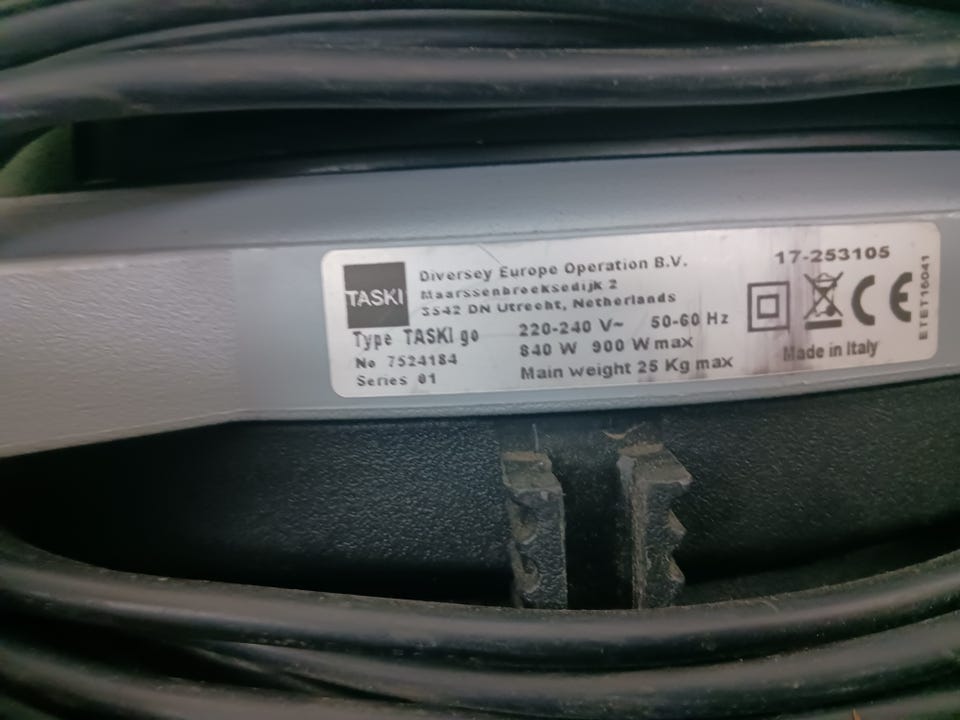 TASKI
Diversey Europe Operation B.V.
Maarssenbroeksedijk 2
3542 DN Utrecht, Netherlands
Type TASKI go
220-240 V~ 50-60 Hz
No 7524184
840 W 900 W max
Series 01
Main weight 25 Kg max
17-253105
CE
ETET16041
Made in Italy